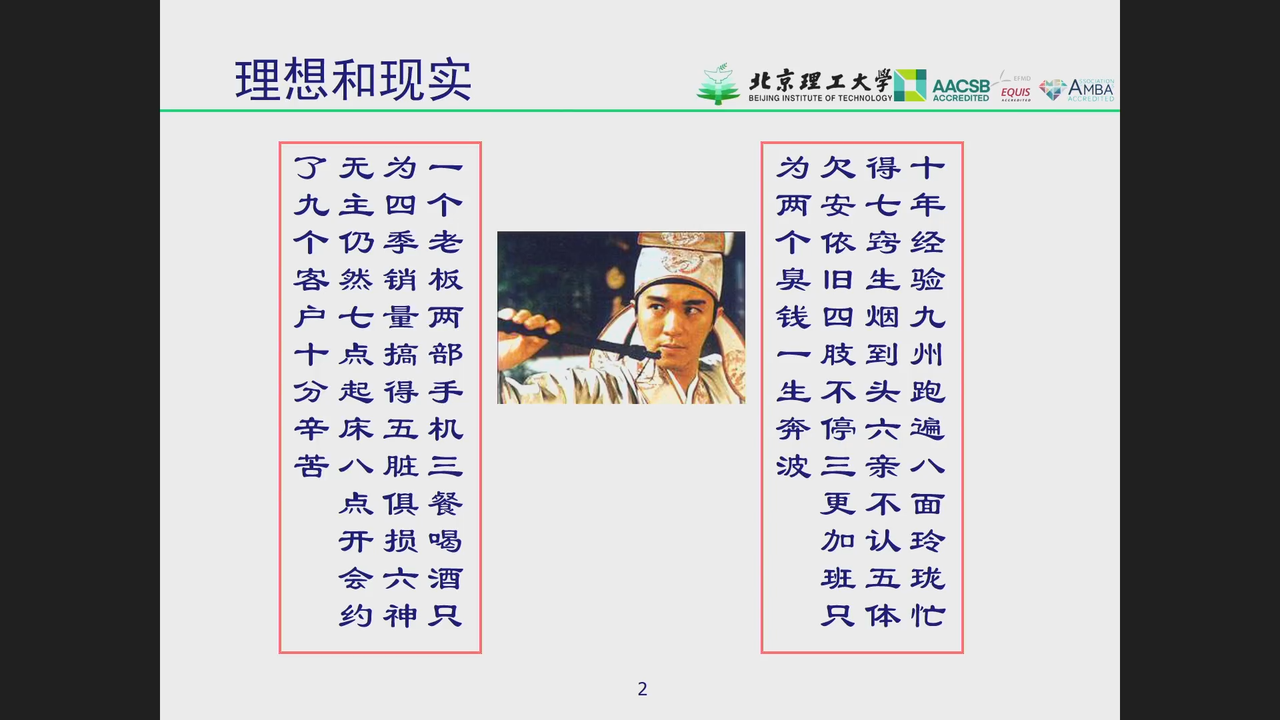 理想和现实
北京理工大学
BEIJING INSTITUTE OF TECHNOLOGY
AACSB
ACCREDITED
EFMD
EQUIS
ACCREDITED
ASSOCIATION
AMBA
ACCREDITED
十年经验九州跑遍八面玲珑忙
得七窍生烟到头六亲不认五体
欠安依旧四肢不停三更加班只
为两个臭钱一生奔波
一个老板两部手机三餐喝酒只
为四季销量搞得五脏俱损六神
无主仍然七点起床八点开会约
了九个客户十分辛苦
2